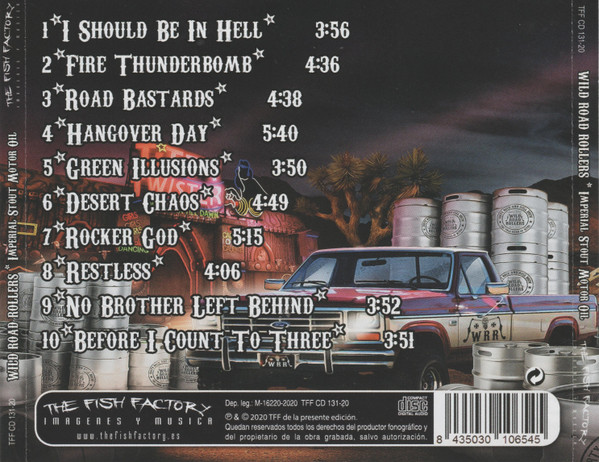 1 *I Should Be In Hell* 3:56
2 *Fire Thunderbomb* 4:36
3 *Road Bastards* 4:38
4 *Hangover Day* 5:40
5 *Green Illusions* 3:50
6 *Desert Chaos* 4:49
7 *Rocker God* 5:15
8 *Restless* 4:06
9 *No Brother Left Behind* 3:52
10 *Before I Count To Three* 3:51
WRR
WRR
THE FISH FACTORY
IMAGENES Y MUSICA
www.thefishfactory.es
Dep. leg.: M-16220-2020 TFF CD 131-20
℗ & © 2020 TFF de la presente edición.
Quedan reservados todos los derechos del productor fonográfico y
del propietario de la obra grabada, salvo autorización.
COMPACT
disc
DIGITAL AUDIO
8 435030 106545
THE FISH FACTORY
IMAGENES Y MUSICA
WILD ROAD ROLLERS * Imperial Stout Motor Oil
TFF CD 131-20
TFF CD 131-20
WILD ROAD ROLLERS * Imperial Stout Motor Oil
THE FISH FACTORY